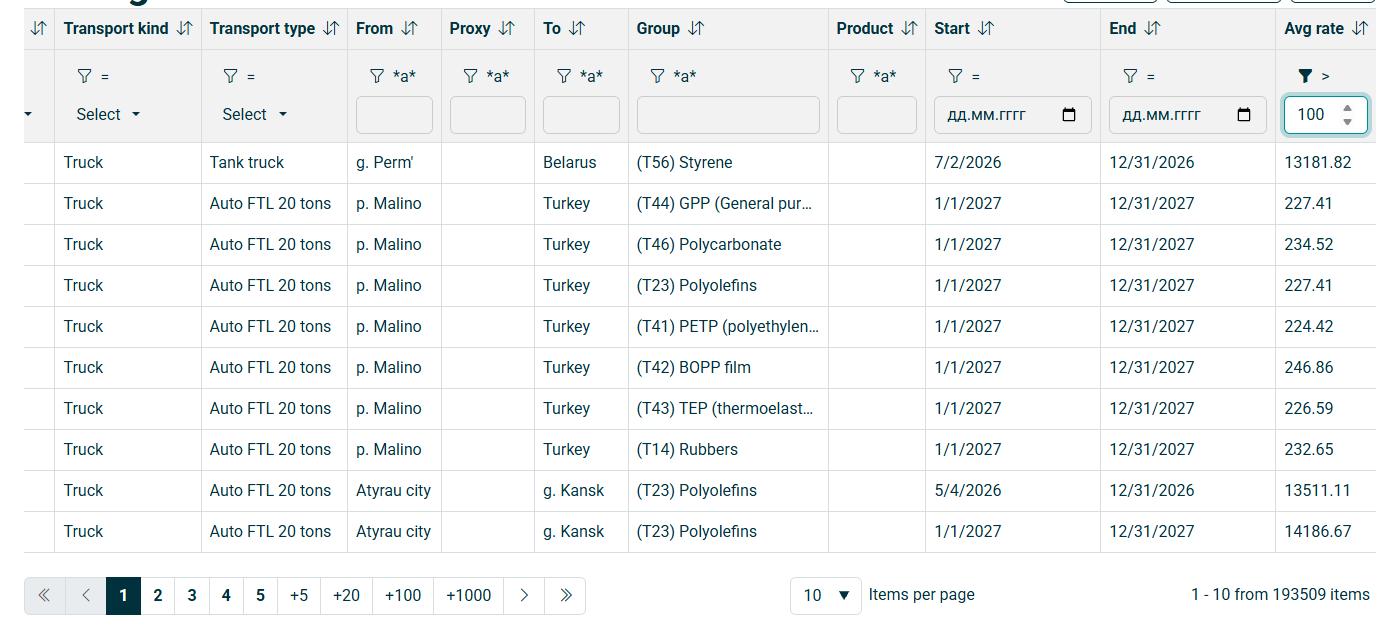 Transport kind Transport type From Proxy To Group Product Start End Avg rate
= = *a* *a* *a* *a* *a* = = >
Select Select дд.мм.гггг дд.мм.гггг 100
Truck Tank truck g. Perm' Belarus (T56) Styrene 7/2/2026 12/31/2026 13181.82
Truck Auto FTL 20 tons p. Malino Turkey (T44) GPP (General pur... 1/1/2027 12/31/2027 227.41
Truck Auto FTL 20 tons p. Malino Turkey (T46) Polycarbonate 1/1/2027 12/31/2027 234.52
Truck Auto FTL 20 tons p. Malino Turkey (T23) Polyolefins 1/1/2027 12/31/2027 227.41
Truck Auto FTL 20 tons p. Malino Turkey (T41) PETP (polyethylen... 1/1/2027 12/31/2027 224.42
Truck Auto FTL 20 tons p. Malino Turkey (T42) BOPP film 1/1/2027 12/31/2027 246.86
Truck Auto FTL 20 tons p. Malino Turkey (T43) TEP (thermoelast... 1/1/2027 12/31/2027 226.59
Truck Auto FTL 20 tons p. Malino Turkey (T14) Rubbers 1/1/2027 12/31/2027 232.65
Truck Auto FTL 20 tons Atyrau city g. Kansk (T23) Polyolefins 5/4/2026 12/31/2026 13511.11
Truck Auto FTL 20 tons Atyrau city g. Kansk (T23) Polyolefins 1/1/2027 12/31/2027 14186.67
« ‹ 1 2 3 4 5 +5 +20 +100 +1000 › » 10 Items per page 1 - 10 from 193509 items